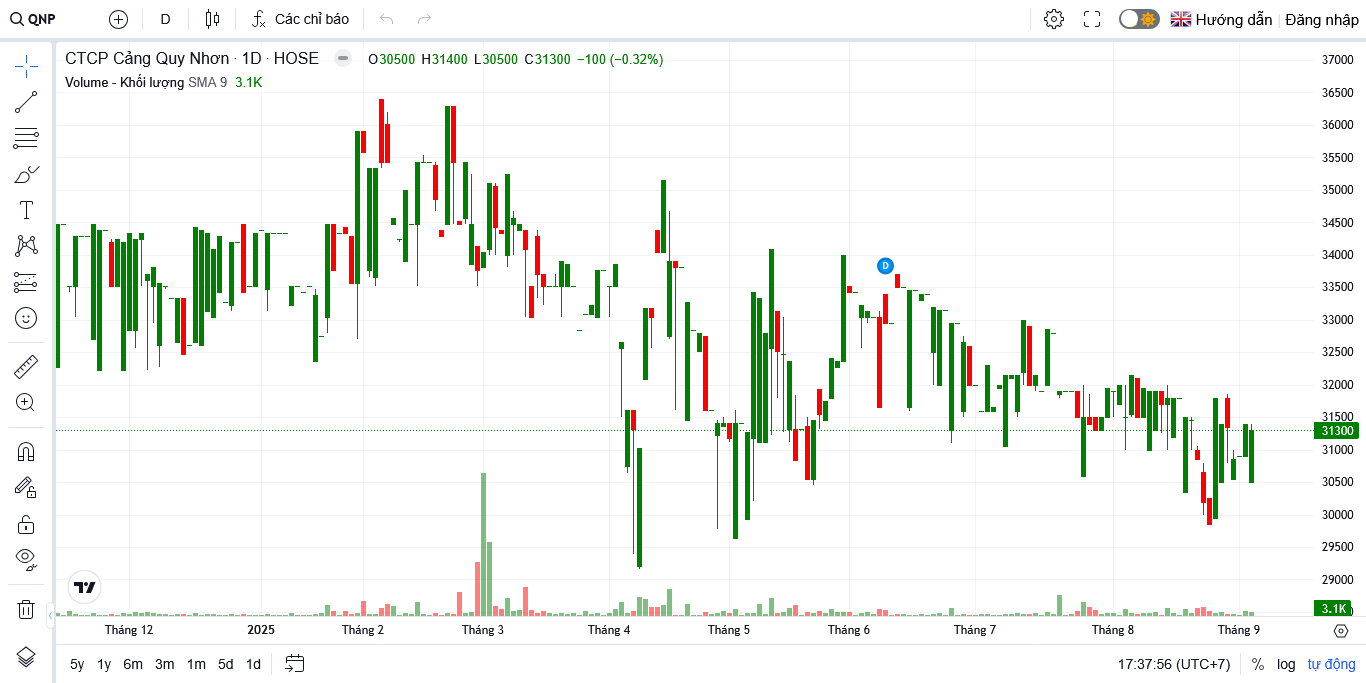 QNP D Các chỉ báo Hướng dẫn Đăng nhập
CTCP Cảng Quy Nhơn · 1D · HOSE O30500 H31400 L30500 C31300 −100 (−0.32%)
Volume - Khối lượng SMA 9 3.1K
37000
36500
36000
35500
35000
34500
34000
D
33500
33000
32500
32000
31500
31300
31000
30500
30000
29500
29000
3.1K
Tháng 12 2025 Tháng 2 Tháng 3 Tháng 4 Tháng 5 Tháng 6 Tháng 7 Tháng 8 Tháng 9
5y 1y 6m 3m 1m 5d 1d 17:37:56 (UTC+7) % log tự động